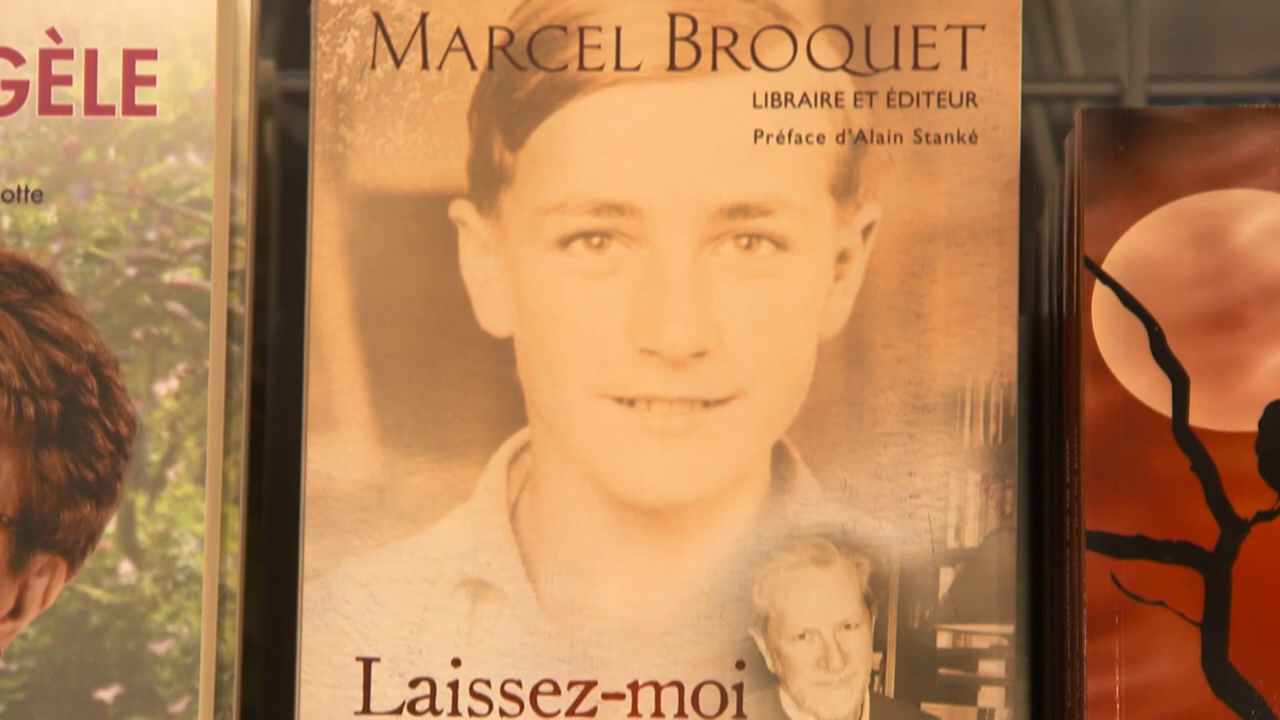 GÈLE
otte
MARCEL BROQUET
LIBRAIRE ET ÉDITEUR
Préface d'Alain Stanké
Laissez-moi